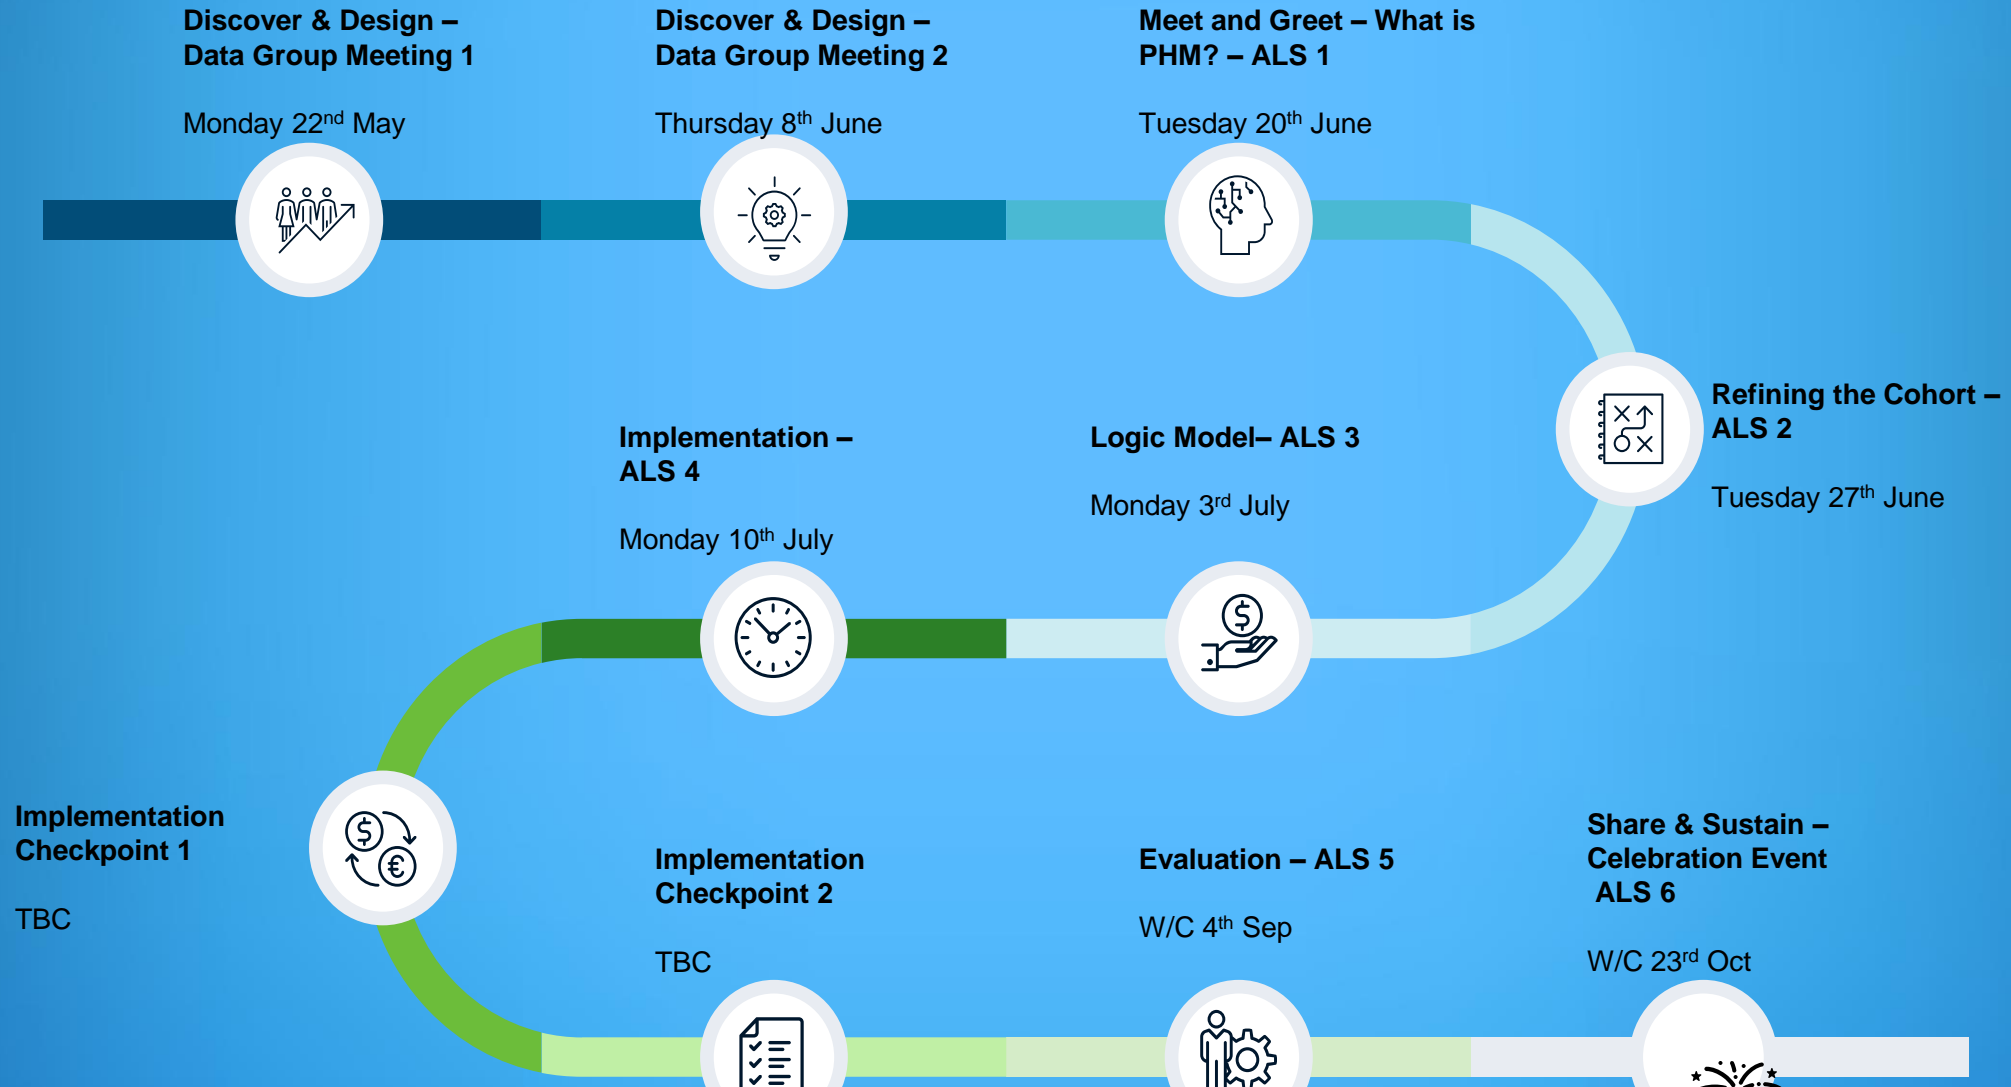 Discover & Design –
Data Group Meeting 1
Monday 22nd May
Discover & Design –
Data Group Meeting 2
Thursday 8th June
Meet and Greet – What is
PHM? – ALS 1
Tuesday 20th June
Refining the Cohort –
ALS 2
Tuesday 27th June
Logic Model– ALS 3
Monday 3rd July
Implementation –
ALS 4
Monday 10th July
Implementation
Checkpoint 1
TBC
Implementation
Checkpoint 2
TBC
Evaluation – ALS 5
W/C 4th Sep
Share & Sustain –
Celebration Event
ALS 6
W/C 23rd Oct